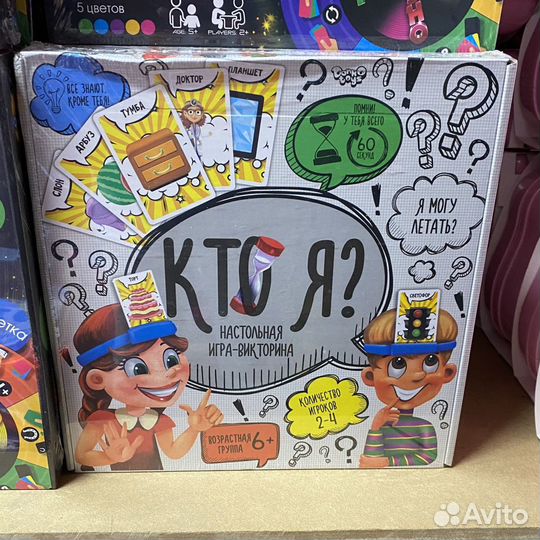 5 цветов
AGE: 5+ PLAYERS: 2+
ВСЕ ЗНАЮТ,
КРОМЕ ТЕБЯ!
СЛОН
АРБУЗ
ТУМБА
ДОКТОР
ПЛАНШЕТ
ПОМНИ!
У ТЕБЯ ВСЕГО
60
СЕКУНД
Я МОГУ
ЛЕТАТЬ?
КТО Я?
НАСТОЛЬНАЯ
ИГРА-ВИКТОРИНА
ТОРТ
СВЕТОФОР
КОЛИЧЕСТВО
ИГРОКОВ
2-4
ВОЗРАСТНАЯ
ГРУППА 6+
Avito